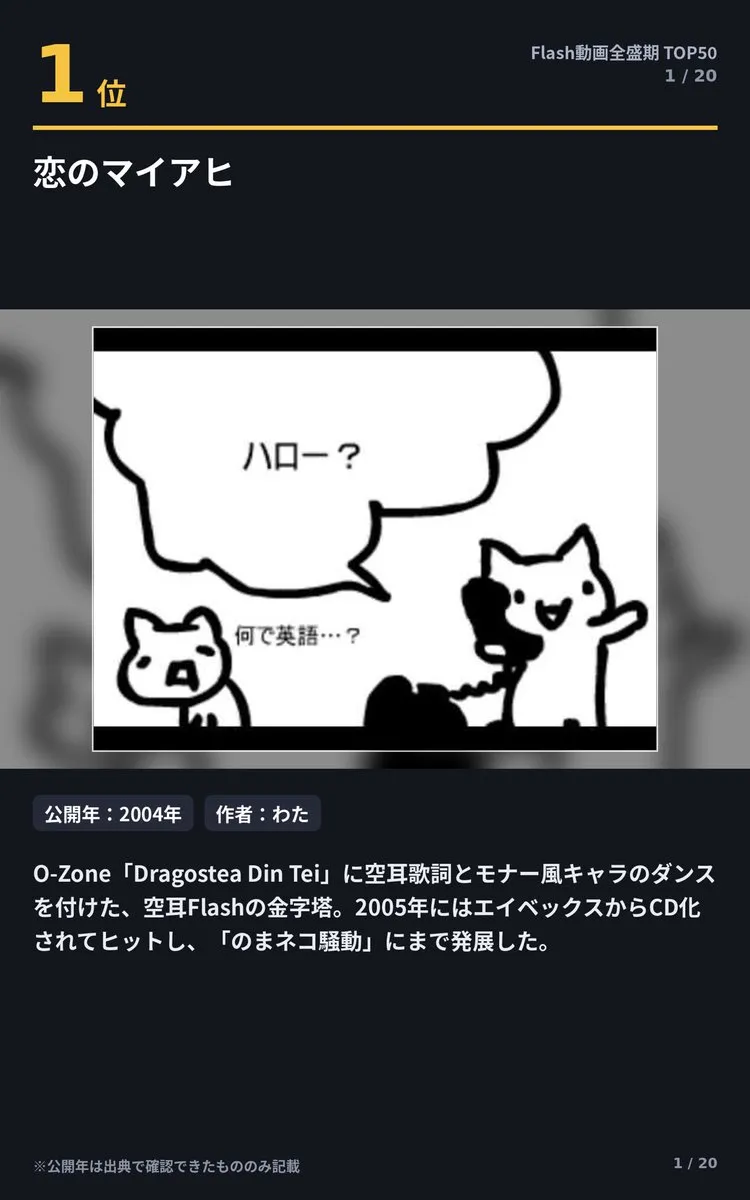 1位
Flash動画全盛期 TOP50
1 / 20
恋のマイアヒ
ハロー？
何で英語…？
公開年：2004年 作者：わた
O-Zone「Dragostea Din Tei」に空耳歌詞とモナー風キャラのダンス
を付けた、空耳Flashの金字塔。2005年にはエイベックスからCD化
されてヒットし、「のまネコ騒動」にまで発展した。
※公開年は出典で確認できたもののみ記載
1 / 20